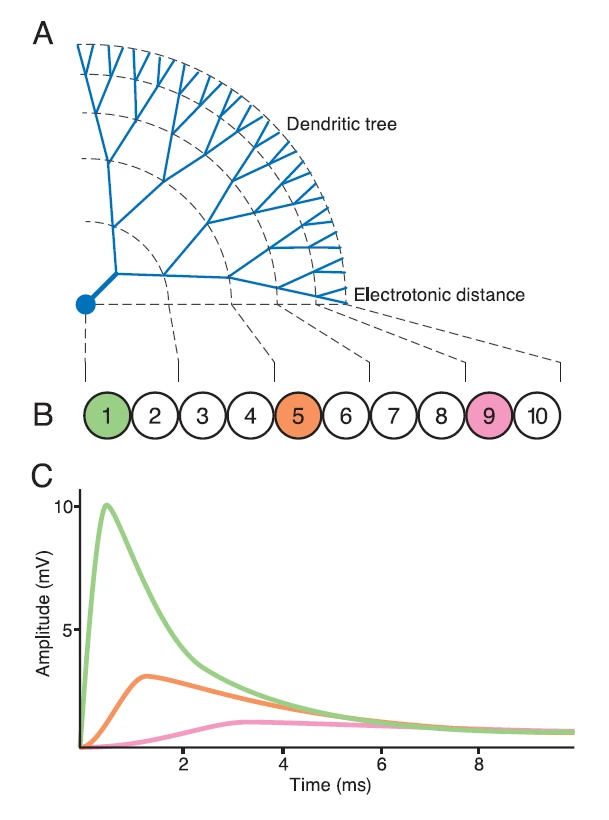 A
Dendritic tree
Electrotonic distance
B
1 2 3 4 5 6 7 8 9 10
C
10
5
Amplitude (mV)
2 4 6 8
Time (ms)